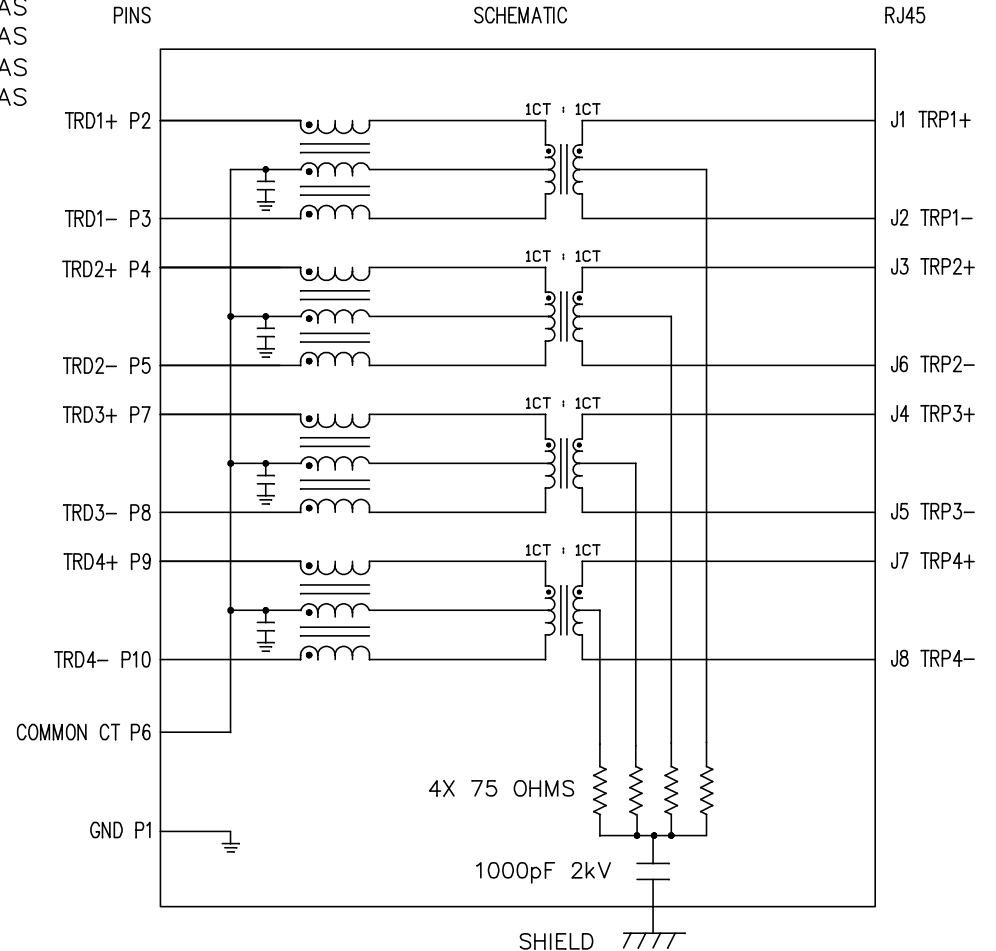 AS
AS
AS
AS
PINS SCHEMATIC RJ45
1CT : 1CT
TRD1+ P2 J1 TRP1+
TRD1- P3 J2 TRP1-
1CT : 1CT
TRD2+ P4 J3 TRP2+
TRD2- P5 J6 TRP2-
1CT : 1CT
TRD3+ P7 J4 TRP3+
TRD3- P8 J5 TRP3-
1CT : 1CT
TRD4+ P9 J7 TRP4+
TRD4- P10 J8 TRP4-
COMMON CT P6
4X 75 OHMS
GND P1
1000pF 2kV
SHIELD